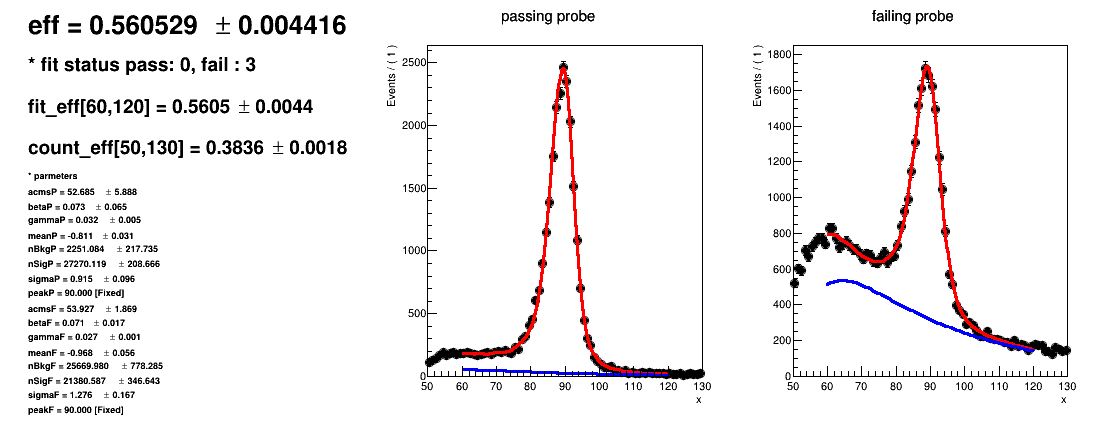 eff = 0.560529 ± 0.004416
* fit status pass: 0, fail : 3
fit_eff[60,120] = 0.5605 ± 0.0044
count_eff[50,130] = 0.3836 ± 0.0018
* parmeters
acmsP = 52.685 ± 5.888
betaP = 0.073 ± 0.065
gammaP = 0.032 ± 0.005
meanP = -0.811 ± 0.031
nBkgP = 2251.084 ± 217.735
nSigP = 27270.119 ± 208.666
sigmaP = 0.915 ± 0.096
peakP = 90.000 [Fixed]
acmsF = 53.927 ± 1.869
betaF = 0.071 ± 0.017
gammaF = 0.027 ± 0.001
meanF = -0.968 ± 0.056
nBkgF = 25669.980 ± 778.285
nSigF = 21380.587 ± 346.643
sigmaF = 1.276 ± 0.167
peakF = 90.000 [Fixed]
passing probe
Events / ( 1 )
2500
2000
1500
1000
500
0
50 60 70 80 90 100 110 120 130
x
failing probe
Events / ( 1 )
1800
1600
1400
1200
1000
800
600
400
200
0
50 60 70 80 90 100 110 120 130
x